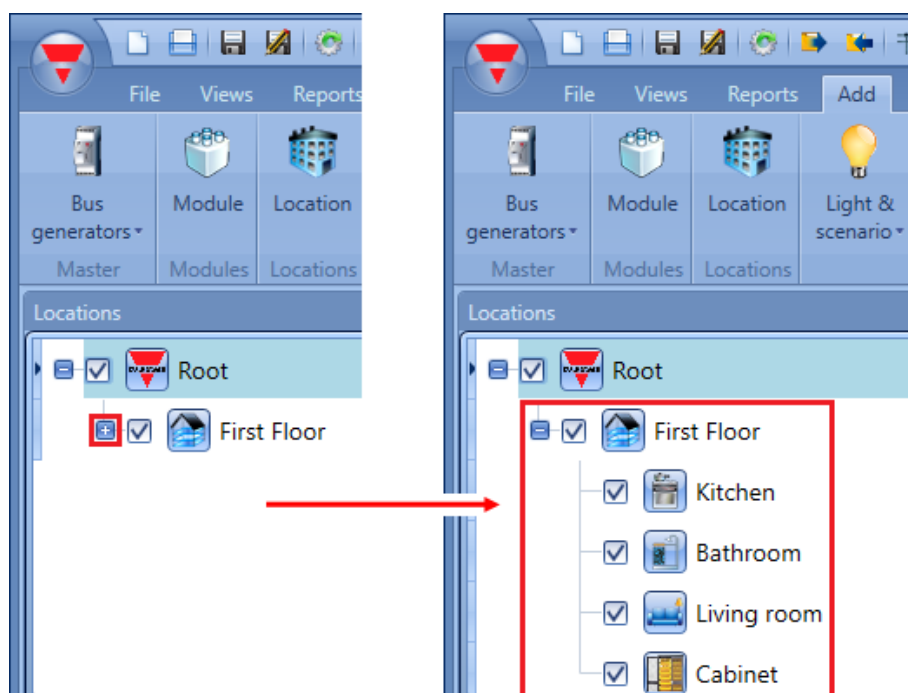 File Views Reports
Bus generators
Module
Location
Master
Modules
Locations
Locations
Root
First Floor
File Views Reports Add
Bus generators
Module
Location
Light & scenario
Master
Modules
Locations
Locations
Root
First Floor
Kitchen
Bathroom
Living room
Cabinet